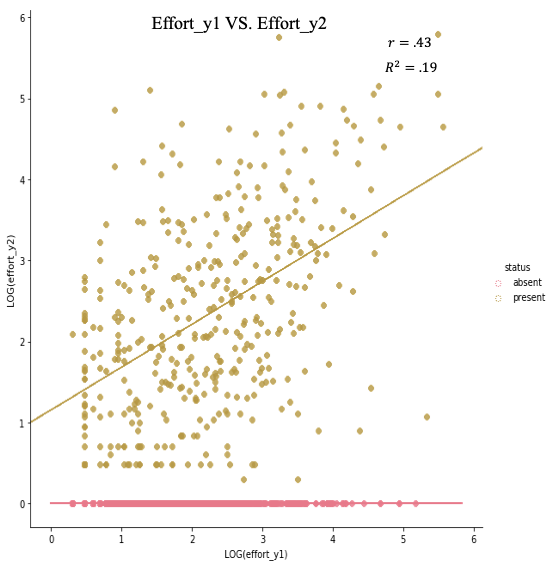 Effort_y1 VS. Effort_y2
r = .43
R² = .19
6
5
4
3
2
1
0
LOG(effort_y2)
status
absent
present
0 1 2 3 4 5 6
LOG(effort_y1)